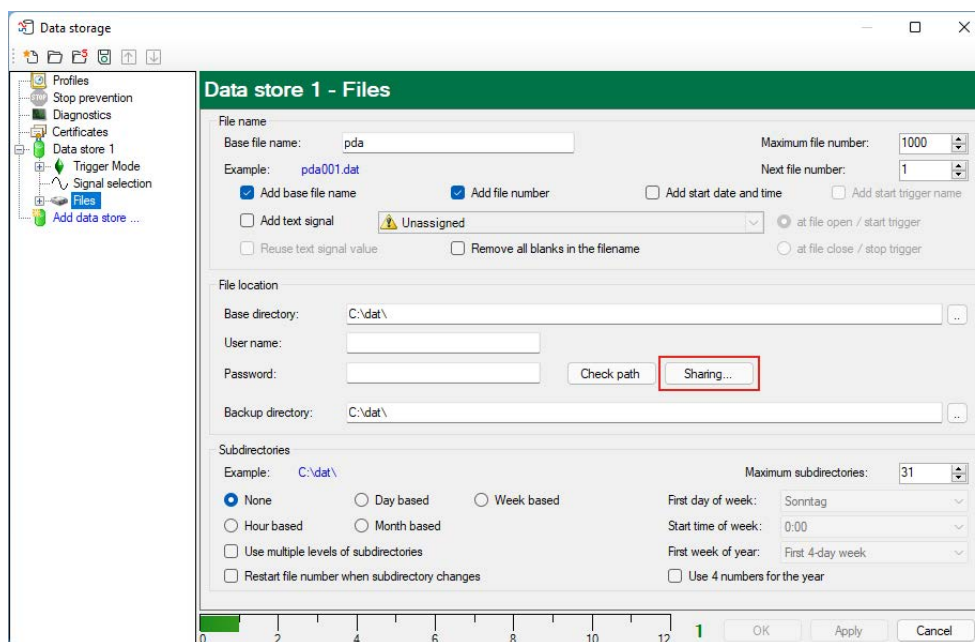 Data storage
Profiles
STOP Stop prevention
Diagnostics
Certificates
Data store 1
Trigger Mode
Signal selection
Files
Add data store ...
Data store 1 - Files
File name
Base file name: pda Maximum file number: 1000
Example: pda001.dat Next file number: 1
Add base file name Add file number Add start date and time Add start trigger name
Add text signal Unassigned at file open / start trigger
Reuse text signal value Remove all blanks in the filename at file close / stop trigger
File location
Base directory: C:\dat\ ..
User name:
Password: Check path Sharing...
Backup directory: C:\dat\ ..
Subdirectories
Example: C:\dat\ Maximum subdirectories: 31
None Day based Week based First day of week: Sonntag
Hour based Month based Start time of week: 0:00
Use multiple levels of subdirectories First week of year: First 4-day week
Restart file number when subdirectory changes Use 4 numbers for the year
0 2 4 6 8 10 12 1 OK Apply Cancel